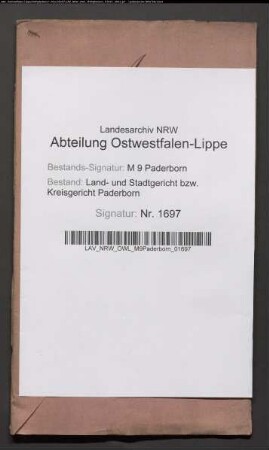 Landesarchiv NRW
Abteilung Ostwestfalen-Lippe
Bestands-Signatur: M 9 Paderborn
Bestand: Land- und Stadtgericht bzw.
Kreisgericht Paderborn
Signatur: Nr. 1697
LAV_NRW_OWL_M9Paderborn_01697